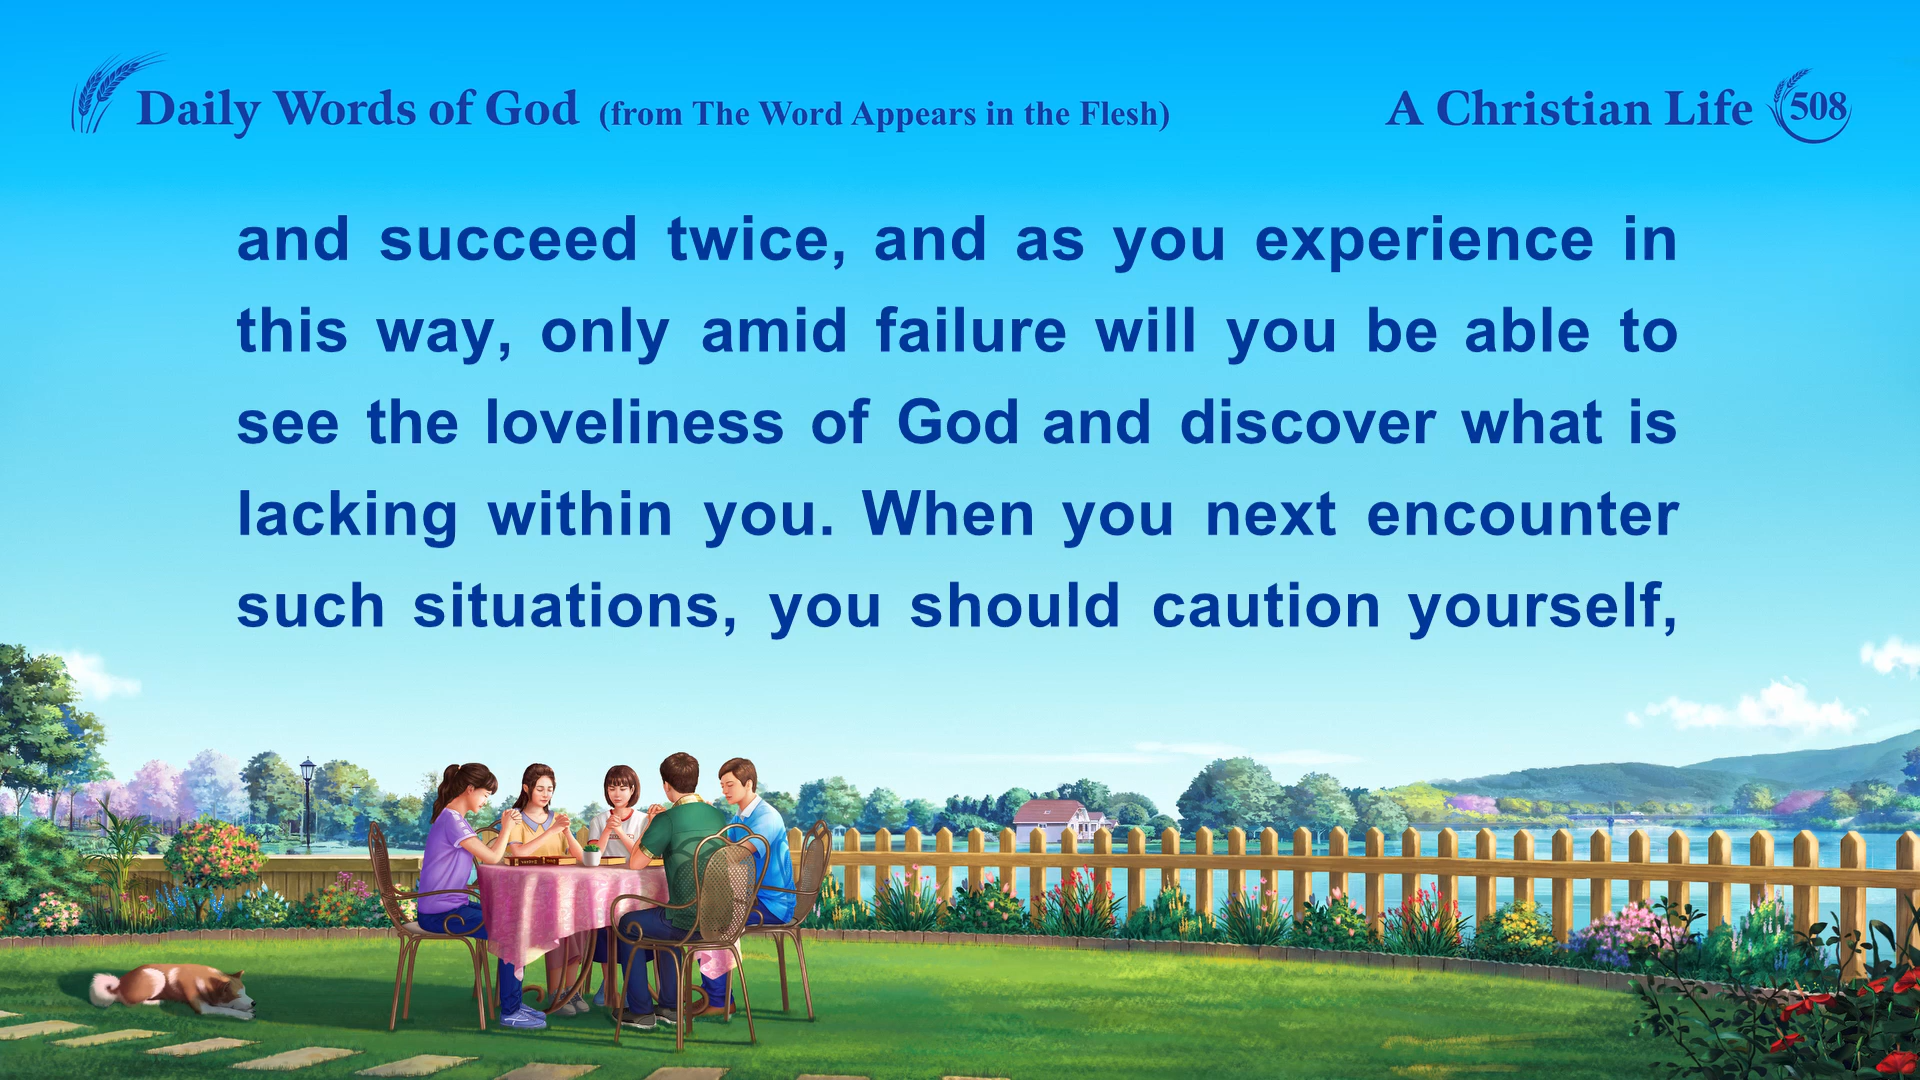 Daily Words of God (from The Word Appears in the Flesh)
A Christian Life 508
and succeed twice, and as you experience in
this way, only amid failure will you be able to
see the loveliness of God and discover what is
lacking within you. When you next encounter
such situations, you should caution yourself,